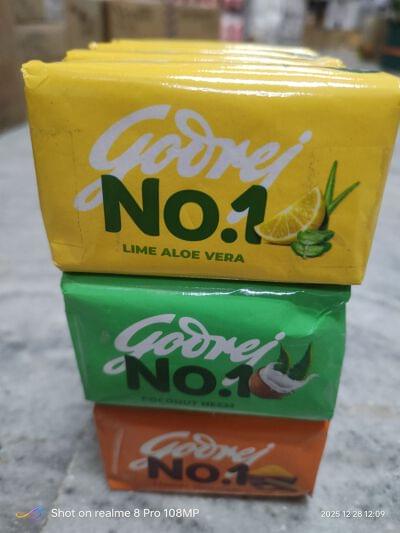 Godrej
No.1
LIME ALOE VERA
Godrej
No.1
COCONUT NEEM
Godrej
No.1
Shot on realme 8 Pro 108MP
2025 12 28 12:09